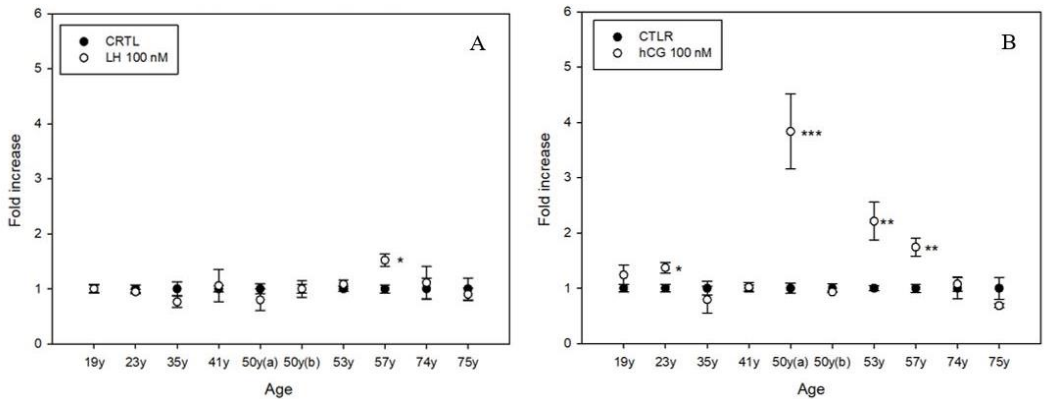 A
CRTL
LH 100 nM
Fold increase
6
5
4
3
2
1
0
*
19y 23y 35y 41y 50y(a) 50y(b) 53y 57y 74y 75y
Age
B
CTLR
hCG 100 nM
Fold increase
6
5
4
3
2
1
0
***
**
**
*
19y 23y 35y 41y 50y(a) 50y(b) 53y 57y 74y 75y
Age